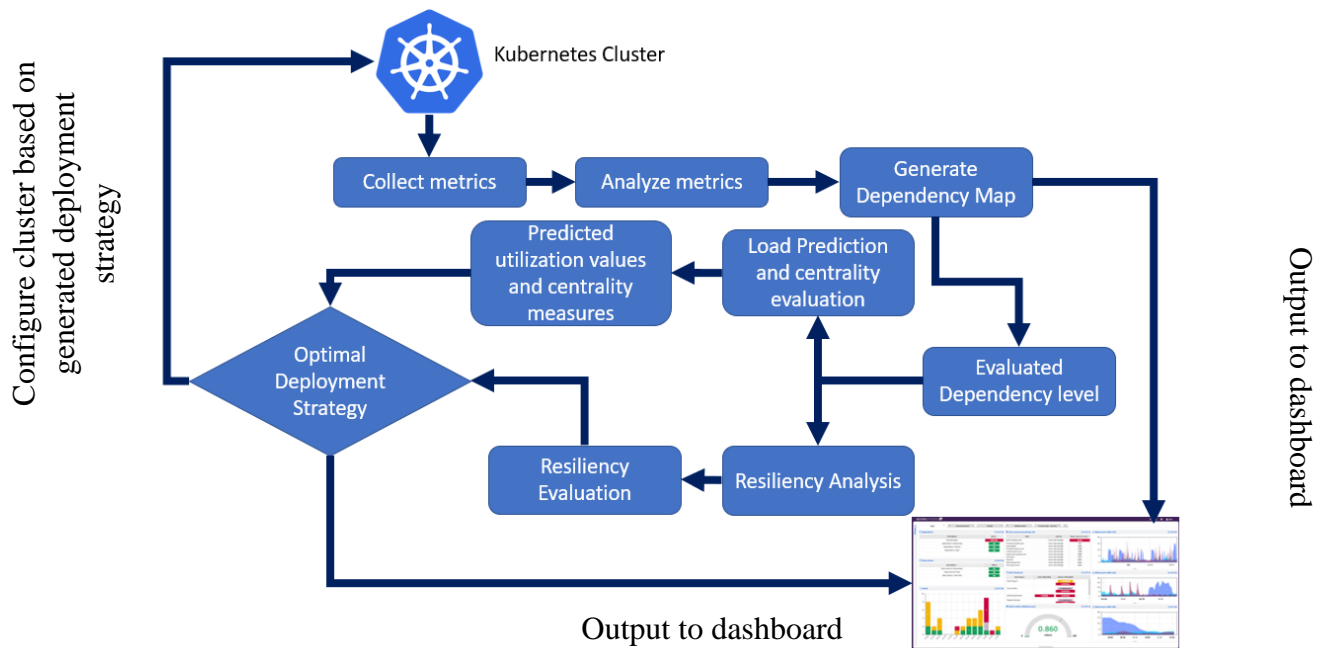 Kubernetes Cluster
Configure cluster based on
generated deployment
strategy
Collect metrics
Analyze metrics
Generate
Dependency Map
Predicted
utilization values
and centrality
measures
Load Prediction
and centrality
evaluation
Output to dashboard
Optimal
Deployment
Strategy
Evaluated
Dependency level
Resiliency
Evaluation
Resiliency Analysis
0.860
Output to dashboard